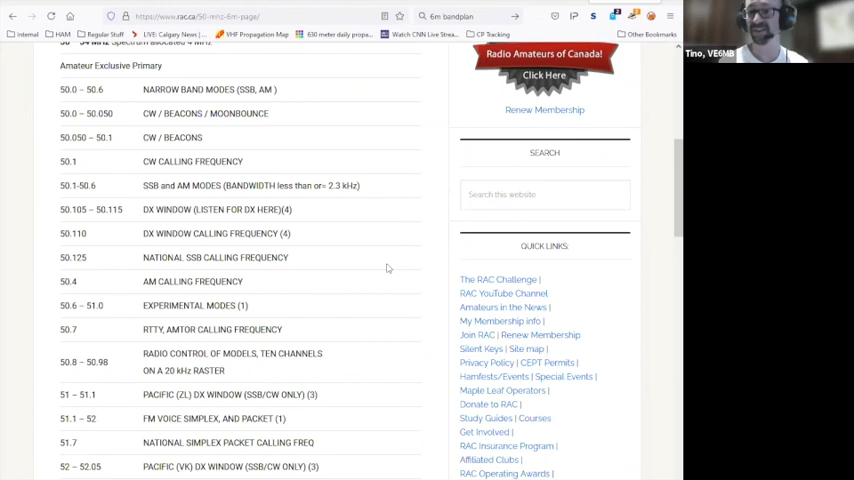 https://www.rac.ca/50-mhz-6m-page/
6m bandplan
Internal
HAM
Regular Stuff
LIVE: Calgary News |...
VHF Propagation Map
630 meter daily propa...
Watch CNN Live Strea...
CP Tracking
Other Bookmarks
Tino, VE6MB
50 – 54 MHz Spectrum allocated 4 MHz
Amateur Exclusive Primary
50.0 – 50.6 NARROW BAND MODES (SSB, AM )
50.0 – 50.050 CW / BEACONS / MOONBOUNCE
50.050 – 50.1 CW / BEACONS
50.1 CW CALLING FREQUENCY
50.1-50.6 SSB and AM MODES (BANDWIDTH less than or= 2.3 kHz)
50.105 – 50.115 DX WINDOW (LISTEN FOR DX HERE)(4)
50.110 DX WINDOW CALLING FREQUENCY (4)
50.125 NATIONAL SSB CALLING FREQUENCY
50.4 AM CALLING FREQUENCY
50.6 – 51.0 EXPERIMENTAL MODES (1)
50.7 RTTY, AMTOR CALLING FREQUENCY
50.8 – 50.98 RADIO CONTROL OF MODELS, TEN CHANNELS
ON A 20 kHz RASTER
51 – 51.1 PACIFIC (ZL) DX WINDOW (SSB/CW ONLY) (3)
51.1 – 52 FM VOICE SIMPLEX, AND PACKET (1)
51.7 NATIONAL SIMPLEX PACKET CALLING FREQ
52 – 52.05 PACIFIC (VK) DX WINDOW (SSB/CW ONLY) (3)
Radio Amateurs of Canada!
Click Here
Renew Membership
SEARCH
Search this website
QUICK LINKS:
The RAC Challenge |
RAC YouTube Channel
Amateurs in the News |
My Membership info |
Join RAC | Renew Membership
Silent Keys | Site map |
Privacy Policy | CEPT Permits |
Hamfests/Events | Special Events |
Maple Leaf Operators |
Donate to RAC |
Study Guides | Courses
Get Involved |
RAC Insurance Program |
Affiliated Clubs |
RAC Operating Awards |